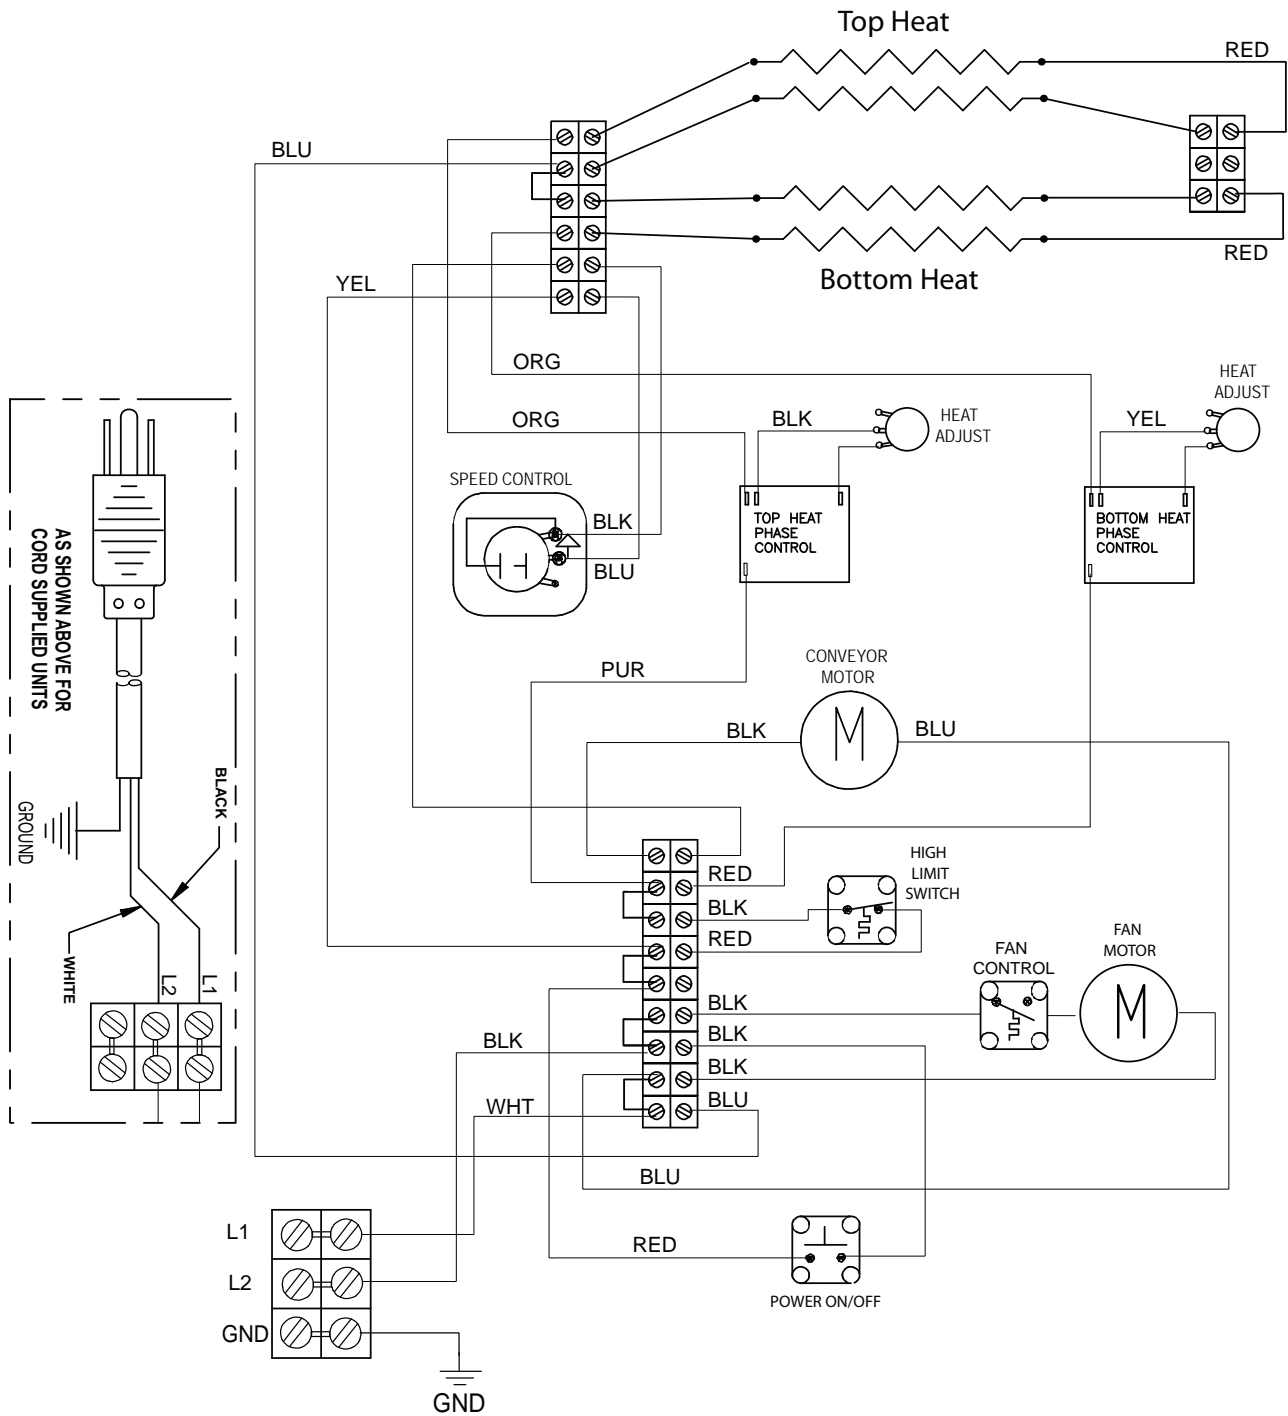 Top Heat
RED
BLU
RED
Bottom Heat
YEL
ORG
HEAT
ADJUST
ORG
BLK
HEAT
ADJUST
YEL
SPEED CONTROL
BLK
BLU
TOP HEAT
PHASE
CONTROL
BOTTOM HEAT
PHASE
CONTROL
AS SHOWN ABOVE FOR
CORD SUPPLIED UNITS
PUR
CONVEYOR
MOTOR
M
BLK
BLU
BLACK
GROUND
WHITE
L2
L1
RED
BLK
RED
HIGH
LIMIT
SWITCH
FAN
CONTROL
FAN
MOTOR
M
BLK
BLK
BLK
BLK
WHT
BLU
BLU
L1
L2
GND
GND
RED
POWER ON/OFF